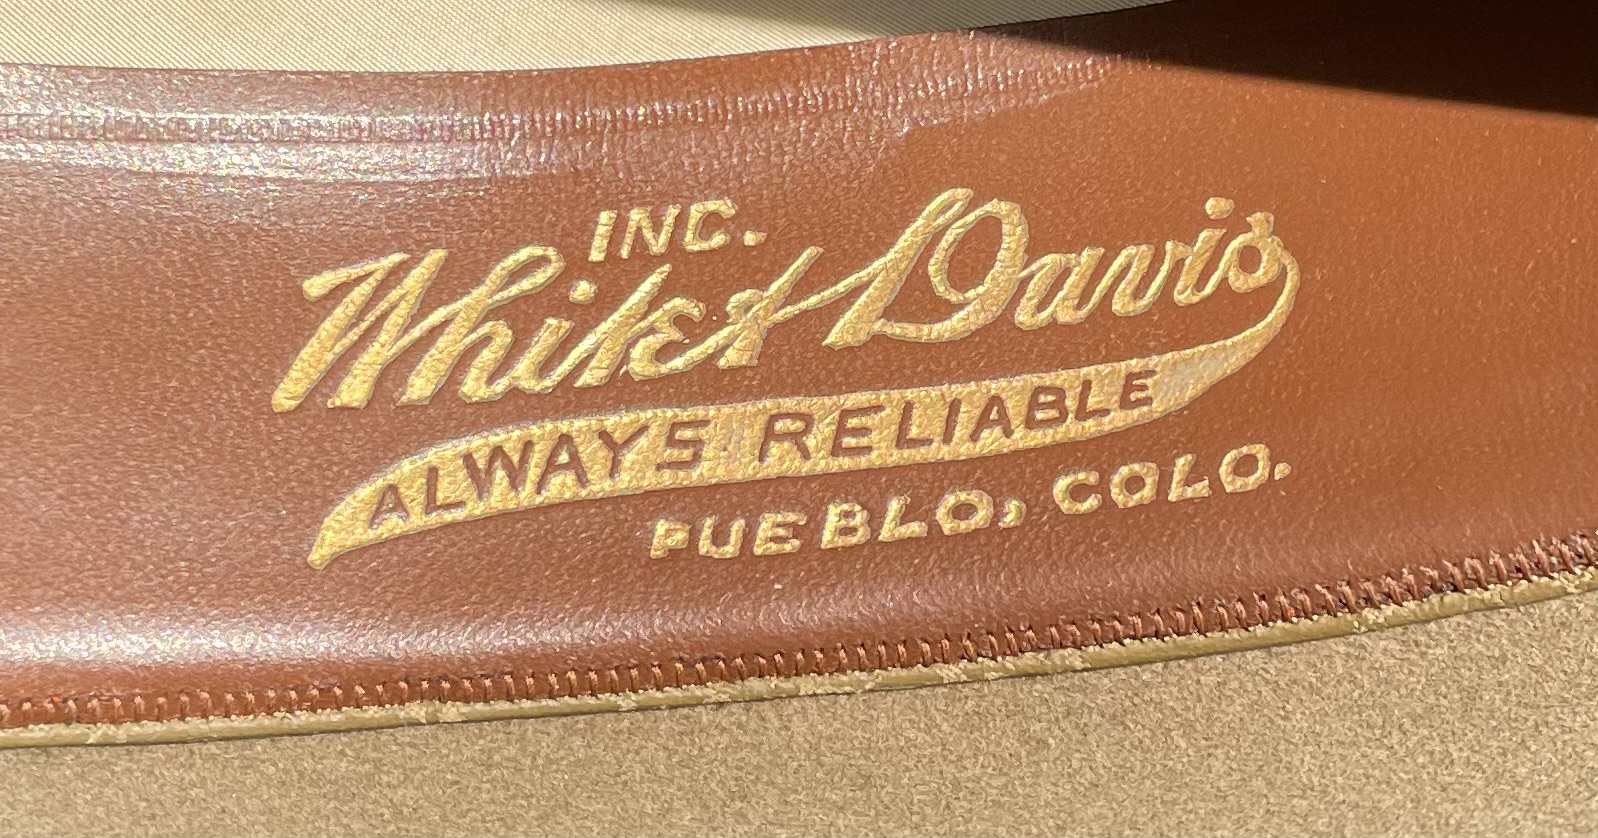 INC.
White & Davis
ALWAYS RELIABLE
PUEBLO, COLO.